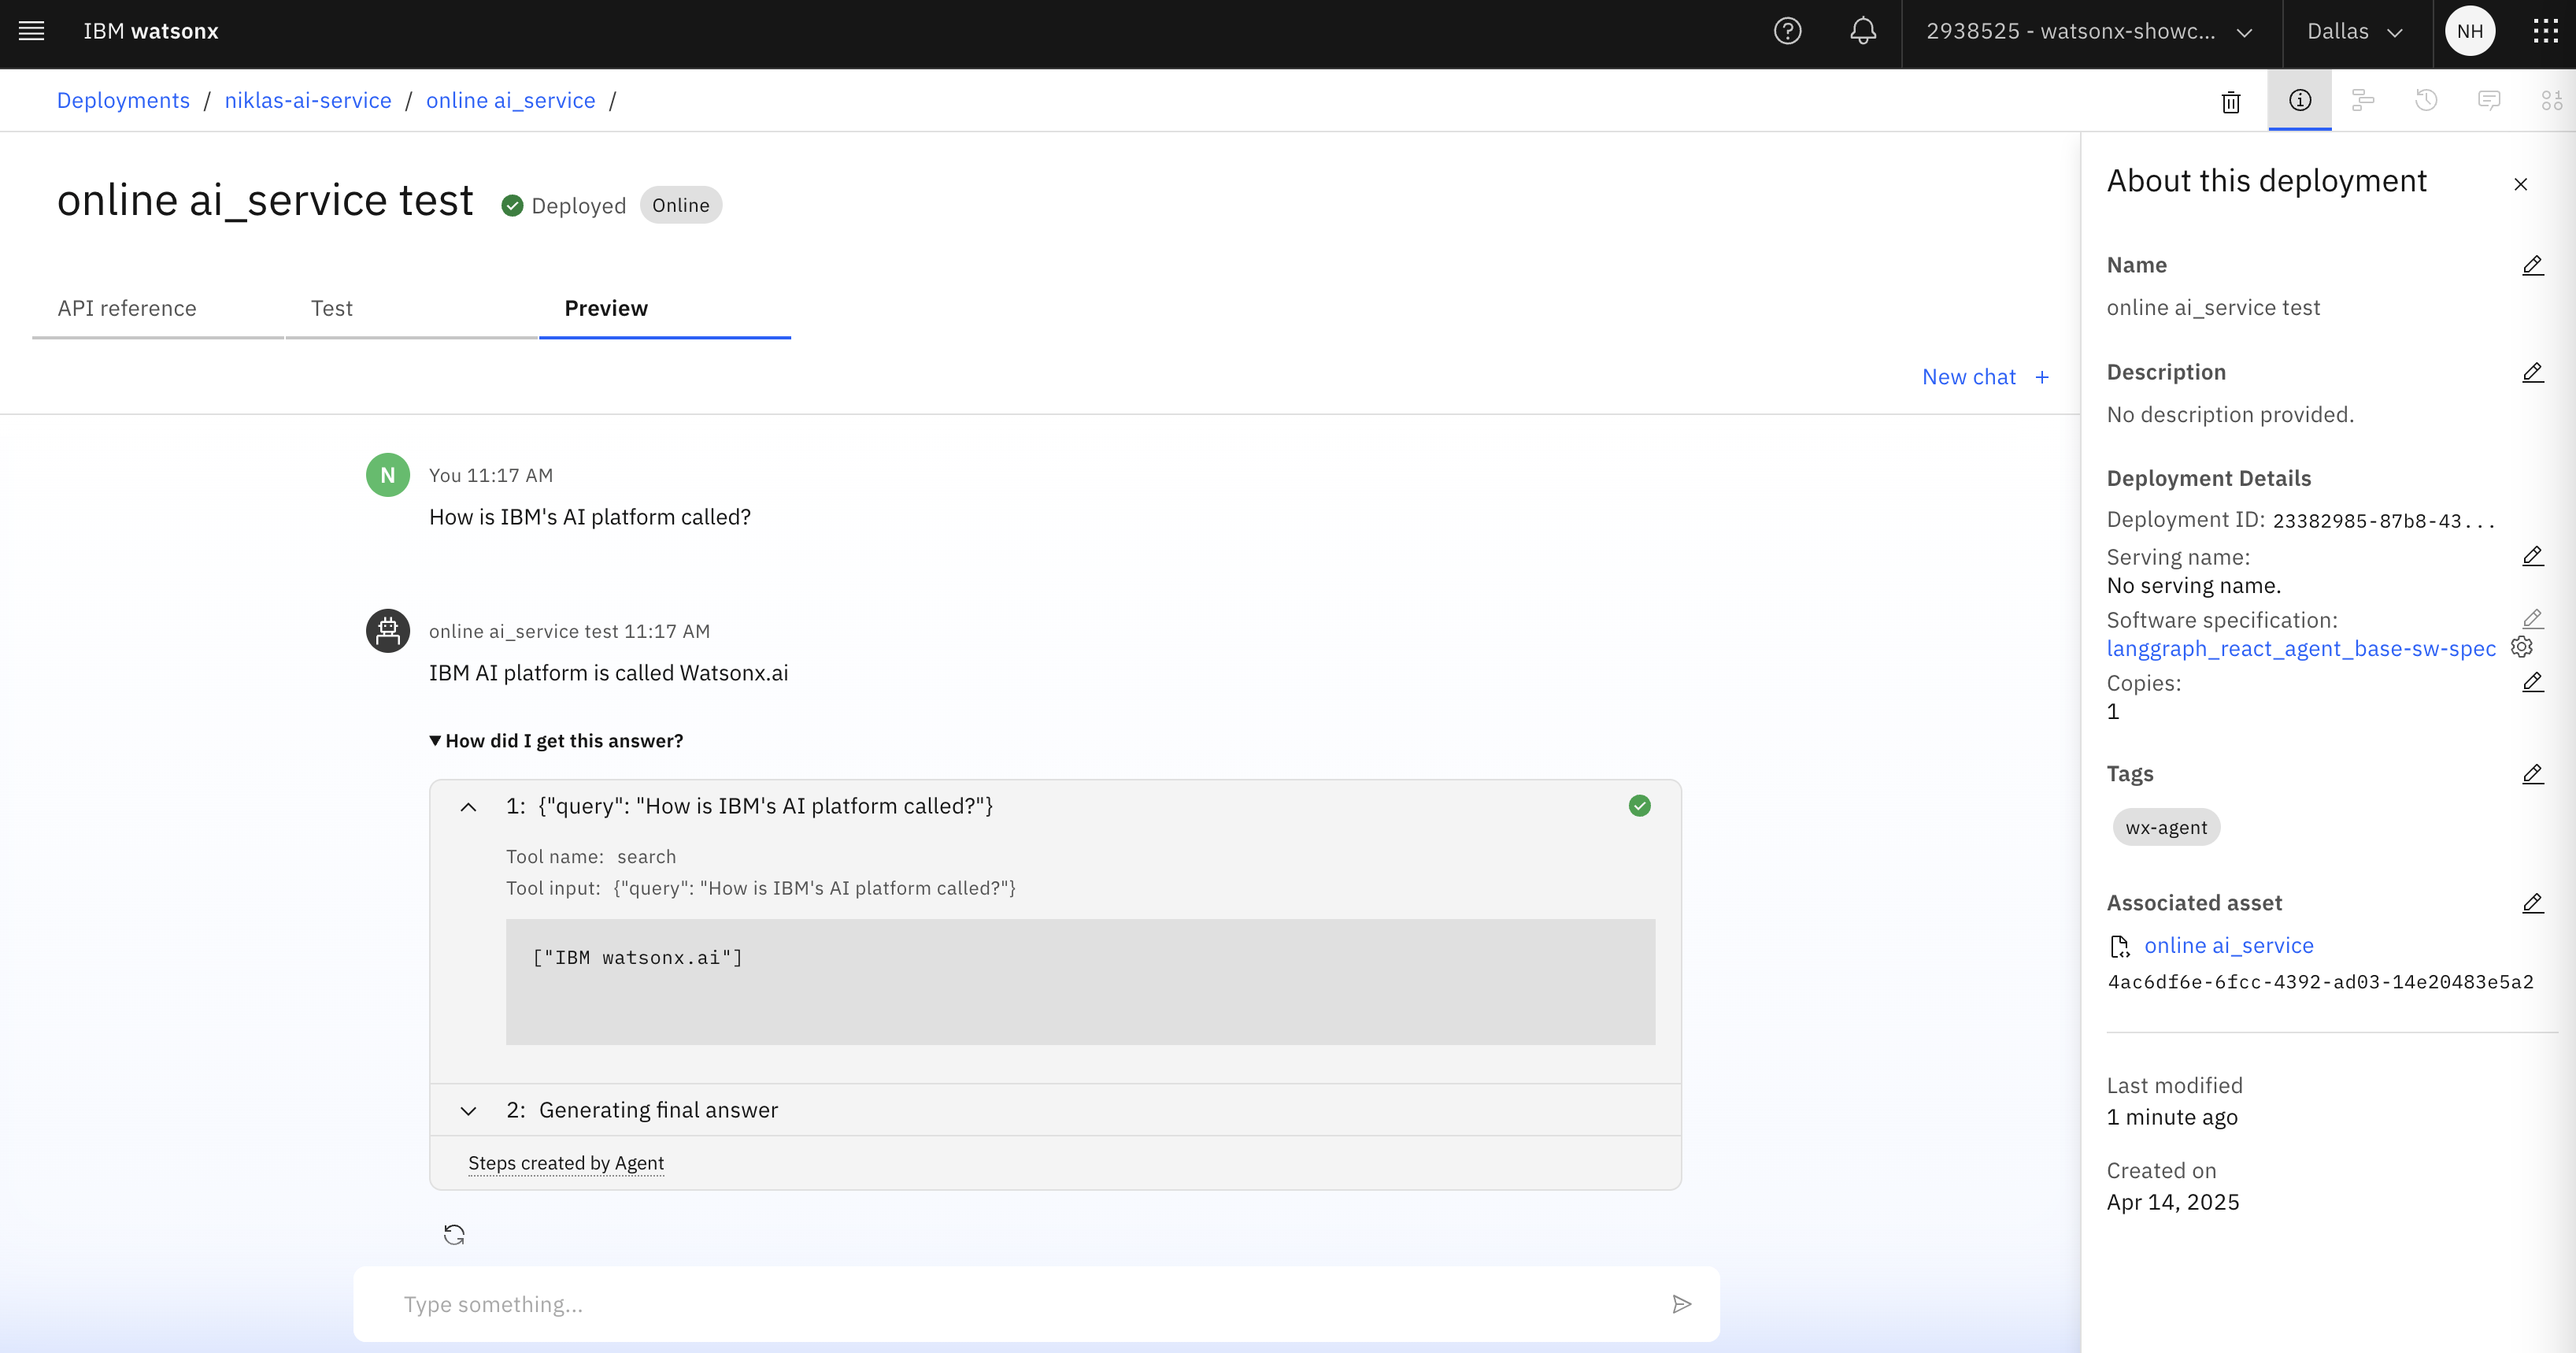 IBM watsonx
2938525 - watsonx-showc...
Dallas
NH
Deployments / niklas-ai-service / online ai_service /
online ai_service test
Deployed
Online
API reference
Test
Preview
New chat +
N
You 11:17 AM
How is IBM's AI platform called?
online ai_service test 11:17 AM
IBM AI platform is called Watsonx.ai
How did I get this answer?
1: {"query": "How is IBM's AI platform called?"}
Tool name: search
Tool input: {"query": "How is IBM's AI platform called?"}
["IBM watsonx.ai"]
2: Generating final answer
Steps created by Agent
Type something...
About this deployment
Name
online ai_service test
Description
No description provided.
Deployment Details
Deployment ID: 23382985-87b8-43...
Serving name:
No serving name.
Software specification:
langgraph_react_agent_base-sw-spec
Copies:
1
Tags
wx-agent
Associated asset
online ai_service
4ac6df6e-6fcc-4392-ad03-14e20483e5a2
Last modified
1 minute ago
Created on
Apr 14, 2025